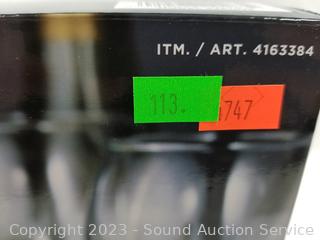 ITM. / ART. 4163384
113.
747
Copyright 2023 - Sound Auction Service